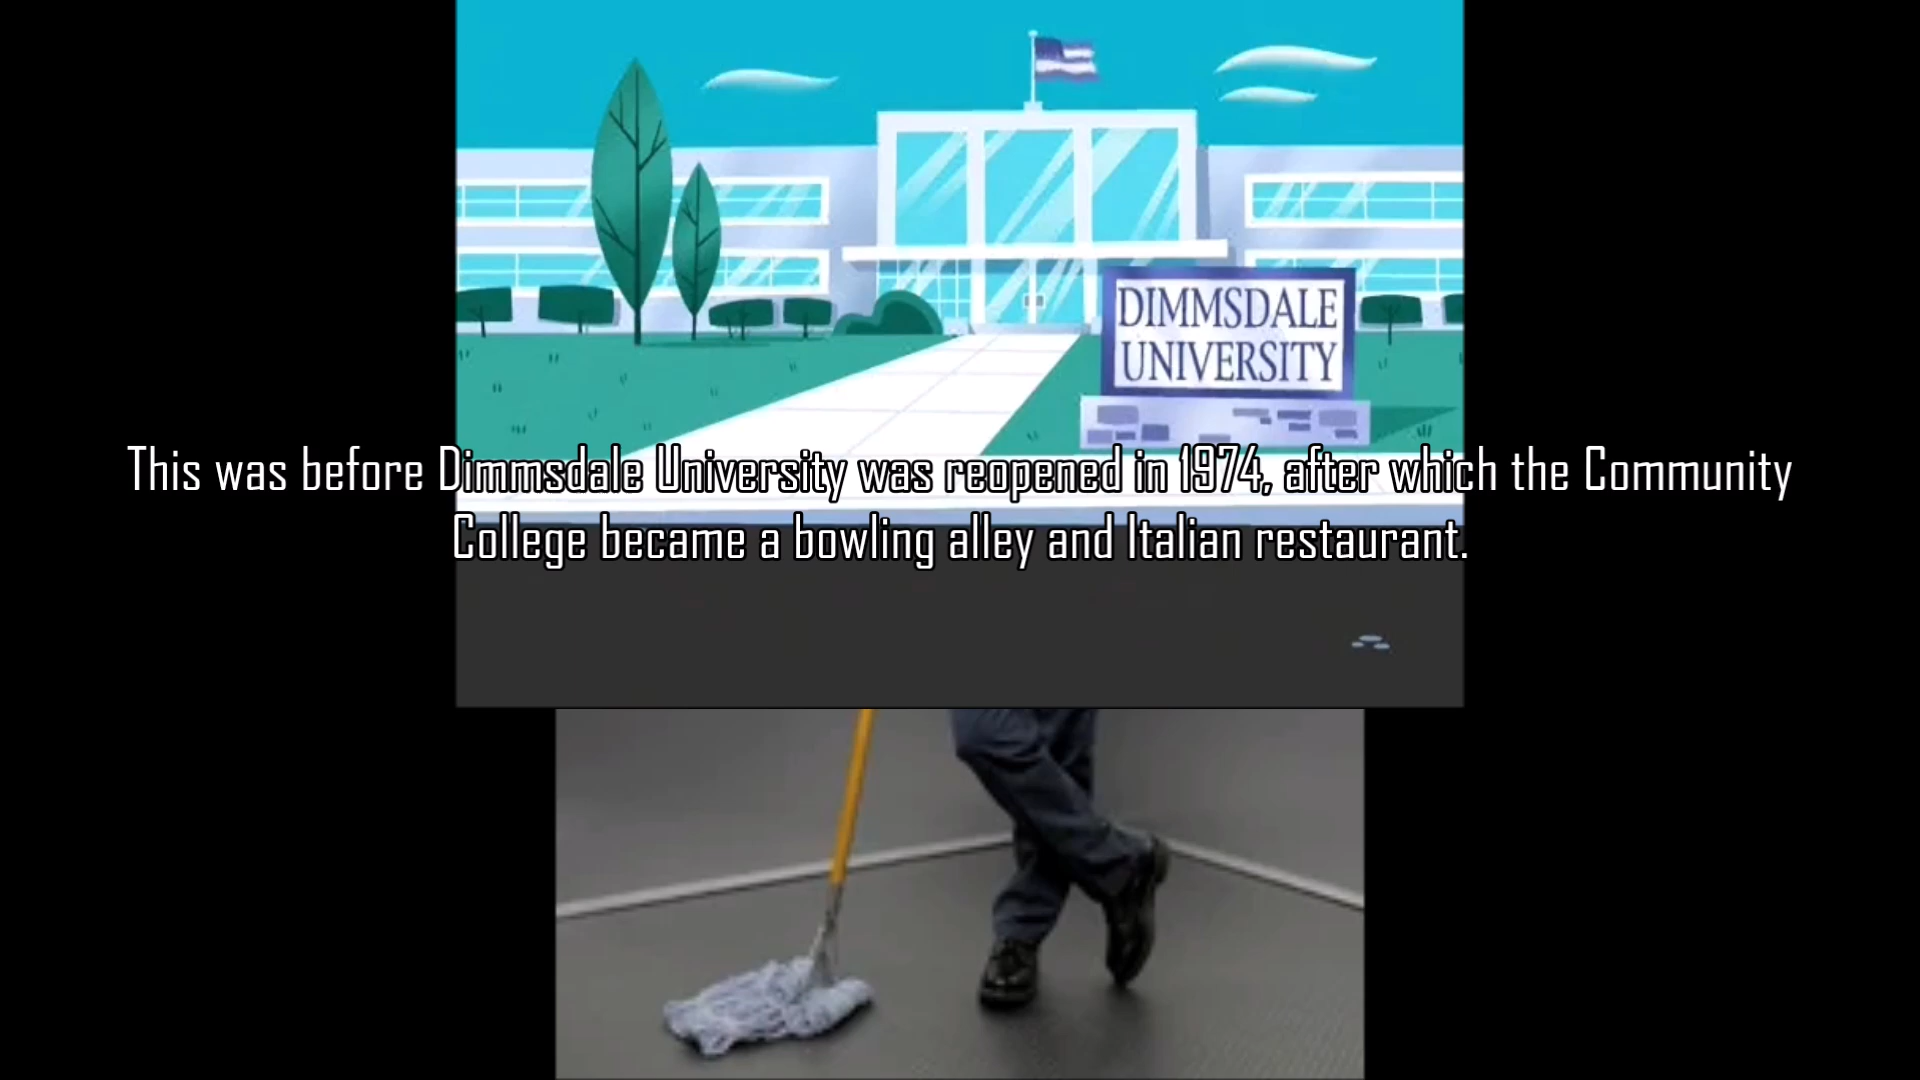 DIMMSDALE
UNIVERSITY
This was before Dimmsdale University was reopened in 1974, after which the Community
College became a bowling alley and Italian restaurant.